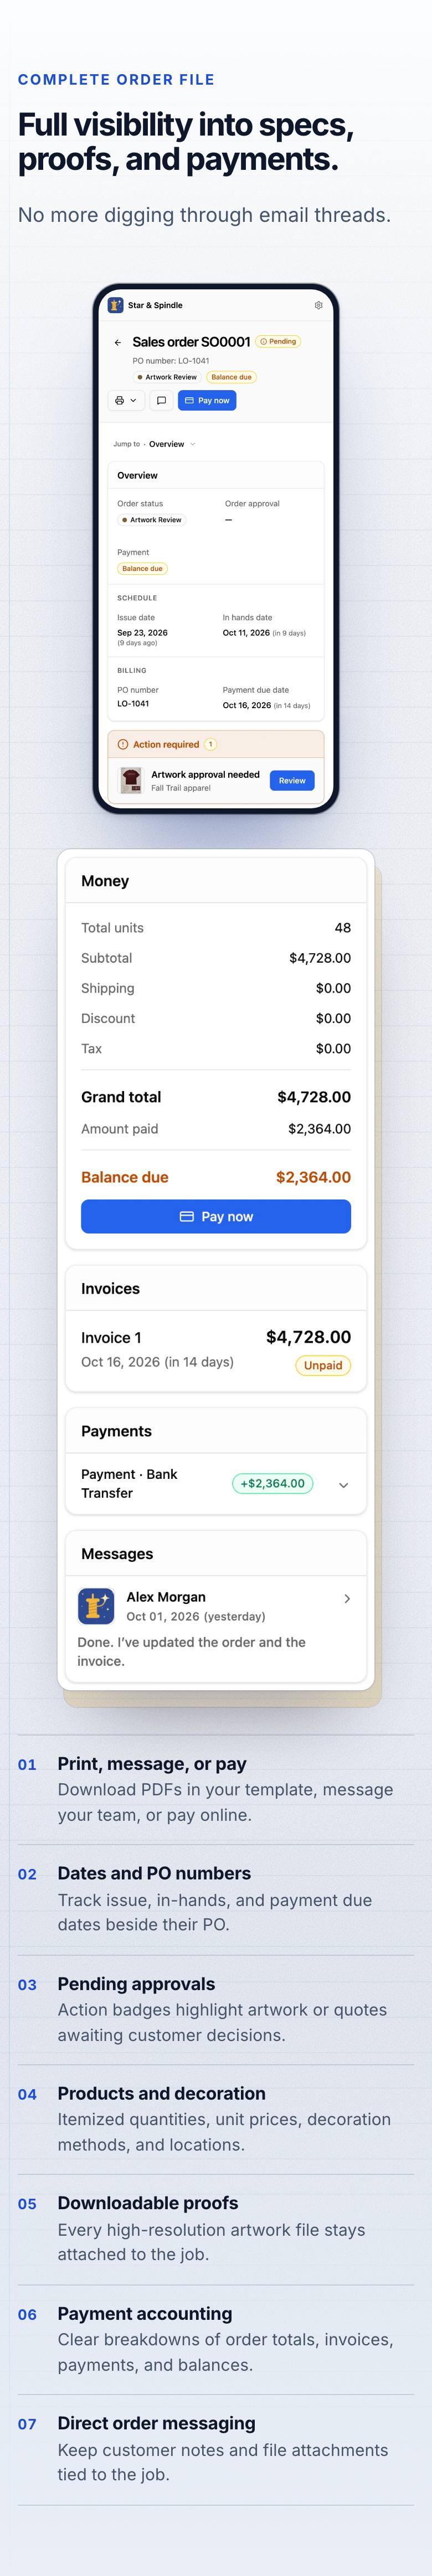 COMPLETE ORDER FILE
Full visibility into specs,
proofs, and payments.
No more digging through email threads.
Star & Spindle
Sales order SO0001 Pending
PO number: LO-1041
Artwork Review Balance due
Pay now
Jump to · Overview
Overview
Order status Order approval
Artwork Review —
Payment
Balance due
SCHEDULE
Issue date In hands date
Sep 23, 2026 Oct 11, 2026 (in 9 days)
(9 days ago)
BILLING
PO number Payment due date
LO-1041 Oct 16, 2026 (in 14 days)
Action required 1
Artwork approval needed Review
Fall Trail apparel
Money
Total units 48
Subtotal $4,728.00
Shipping $0.00
Discount $0.00
Tax $0.00
Grand total $4,728.00
Amount paid $2,364.00
Balance due $2,364.00
Pay now
Invoices
Invoice 1 $4,728.00
Oct 16, 2026 (in 14 days) Unpaid
Payments
Payment · Bank +$2,364.00
Transfer
Messages
Alex Morgan
Oct 01, 2026 (yesterday)
Done. I’ve updated the order and the
invoice.
01 Print, message, or pay
Download PDFs in your template, message
your team, or pay online.
02 Dates and PO numbers
Track issue, in-hands, and payment due
dates beside their PO.
03 Pending approvals
Action badges highlight artwork or quotes
awaiting customer decisions.
04 Products and decoration
Itemized quantities, unit prices, decoration
methods, and locations.
05 Downloadable proofs
Every high-resolution artwork file stays
attached to the job.
06 Payment accounting
Clear breakdowns of order totals, invoices,
payments, and balances.
07 Direct order messaging
Keep customer notes and file attachments
tied to the job.